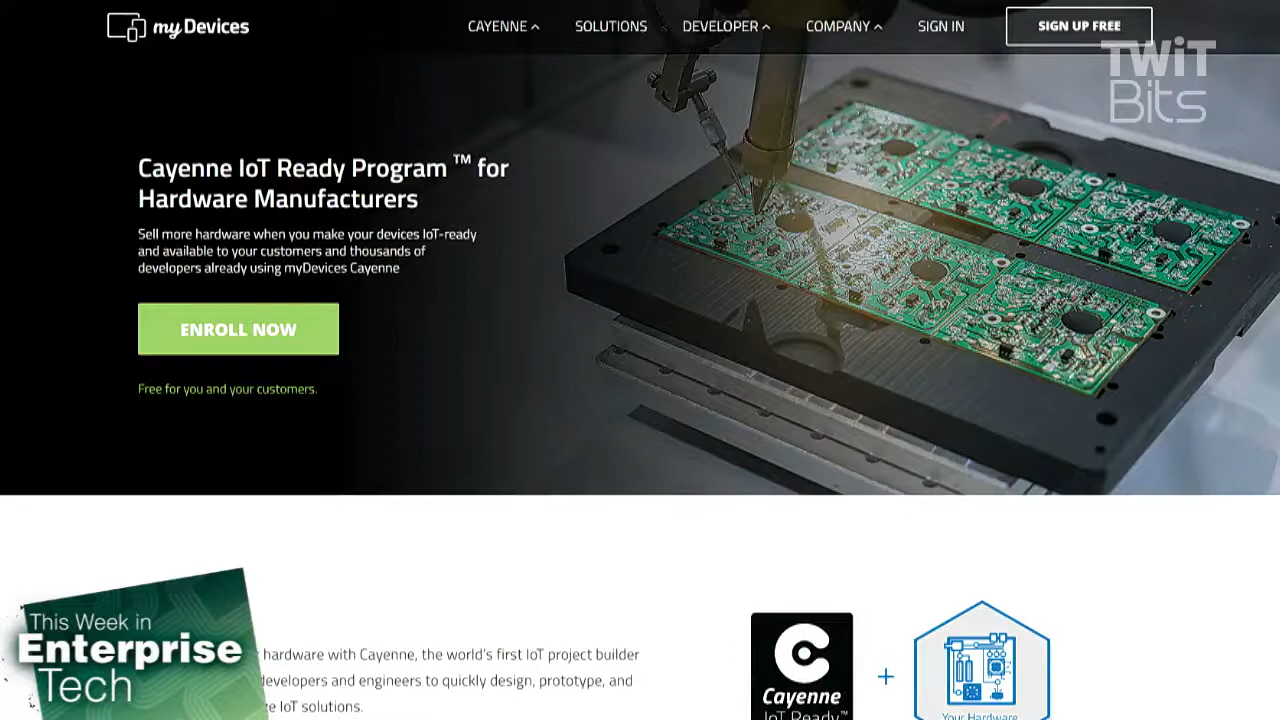 myDevices
CAYENNE
SOLUTIONS
DEVELOPER
COMPANY
SIGN IN
SIGN UP FREE
TWiT
Bits
Cayenne IoT Ready Program ™ for
Hardware Manufacturers
Sell more hardware when you make your devices IoT-ready
and available to your customers and thousands of
developers already using myDevices Cayenne
ENROLL NOW
Free for you and your customers.
This Week in
Enterprise
Tech
hardware with Cayenne, the world's first IoT project builder
developers and engineers to quickly design, prototype, and
IoT solutions.
Cayenne
IoT Ready™
+
Your Hardware